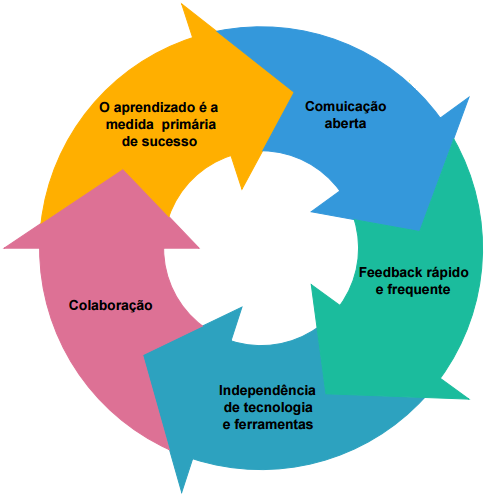 O aprendizado é a
medida primária
de sucesso
Comuicação
aberta
Feedback rápido
e frequente
Independência
de tecnologia
e ferramentas
Colaboração